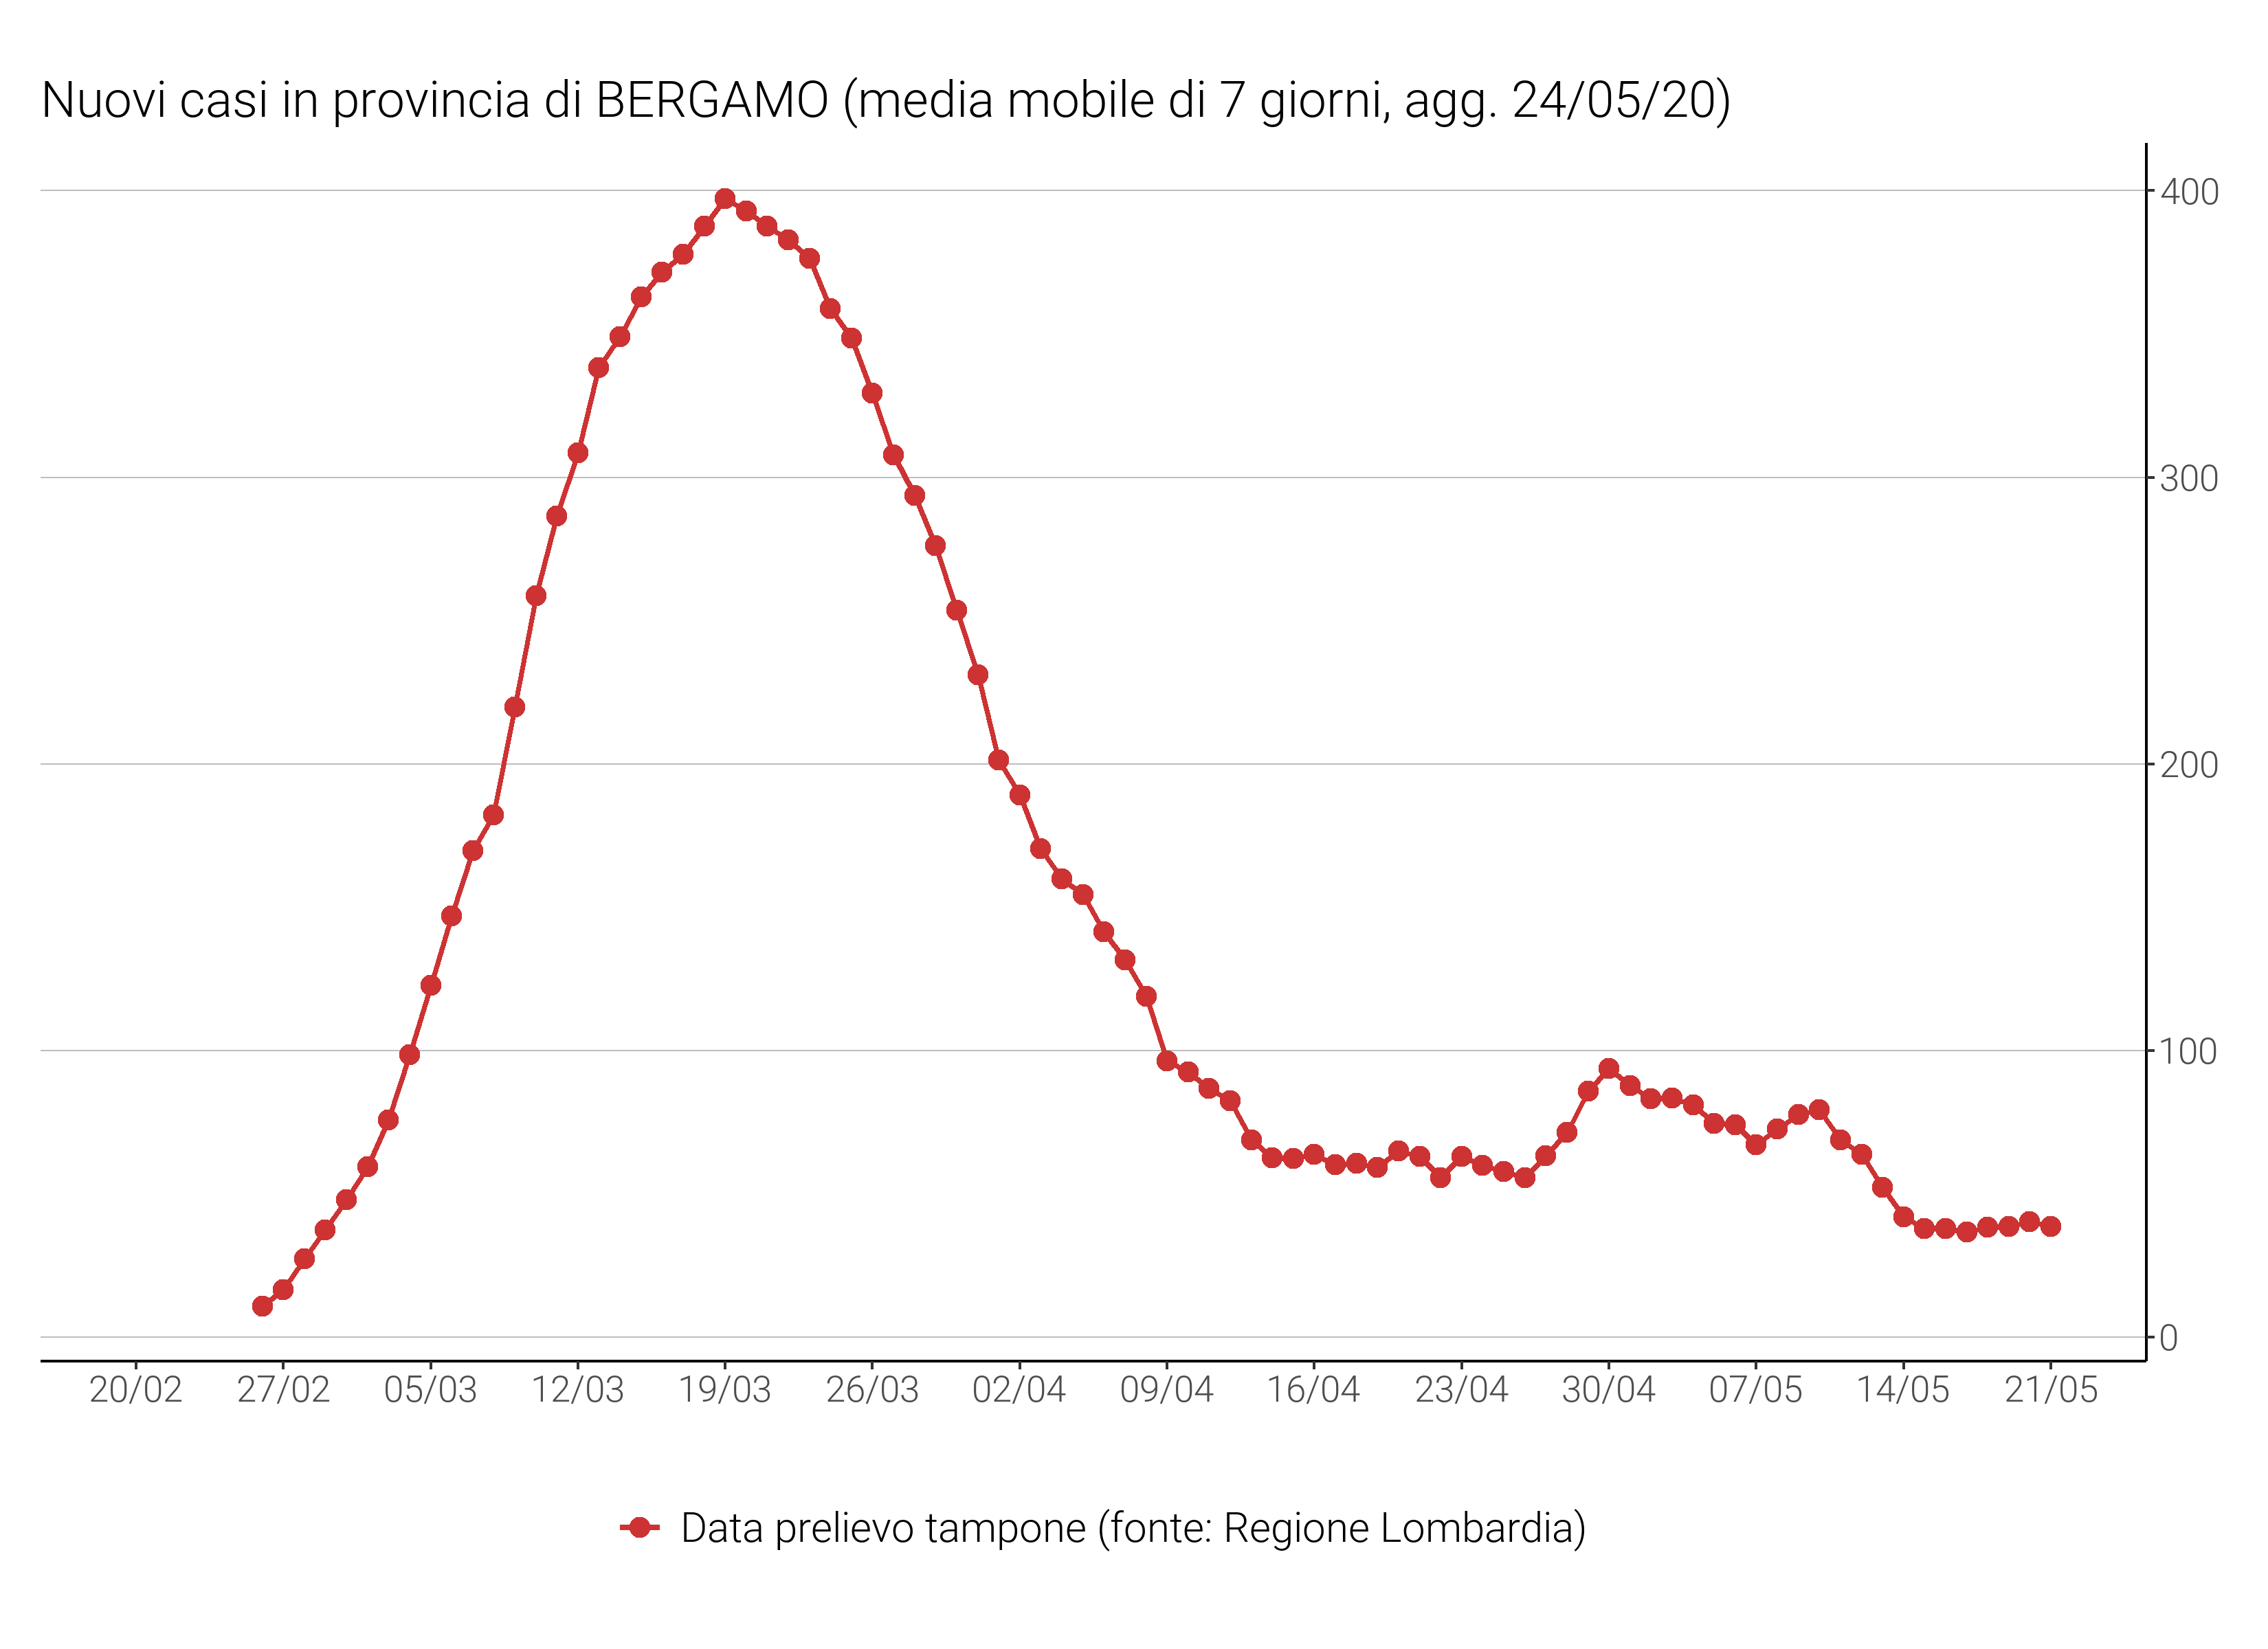 Nuovi casi in provincia di BERGAMO (media mobile di 7 giorni, agg. 24/05/20)
400
300
200
100
0
20/02 27/02 05/03 12/03 19/03 26/03 02/04 09/04 16/04 23/04 30/04 07/05 14/05 21/05
Data prelievo tampone (fonte: Regione Lombardia)